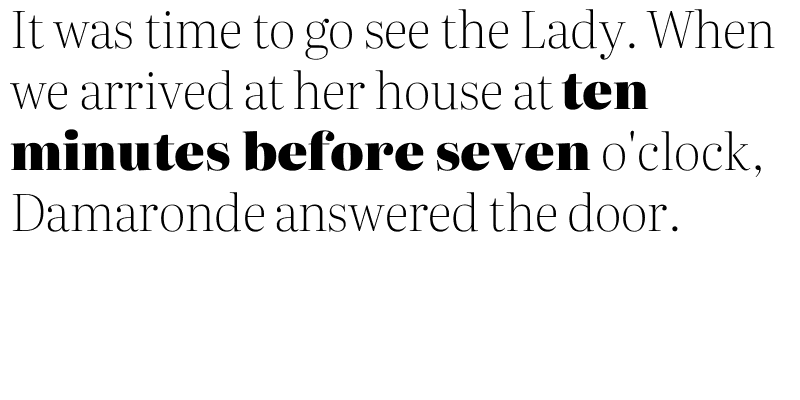 It was time to go see the Lady. When
we arrived at her house at ten
minutes before seven o'clock,
Damaronde answered the door.